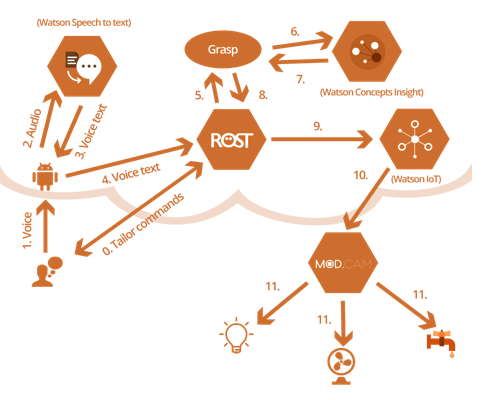 (Watson Speech to text)
Grasp
6.
7.
(Watson Concepts Insight)
2. Audio
3. Voice text
5.
8.
ROST
9.
4. Voice text
10.
(Watson IoT)
1. Voice
0. Tailor commands
MOD.CAM
11.
11.
11.